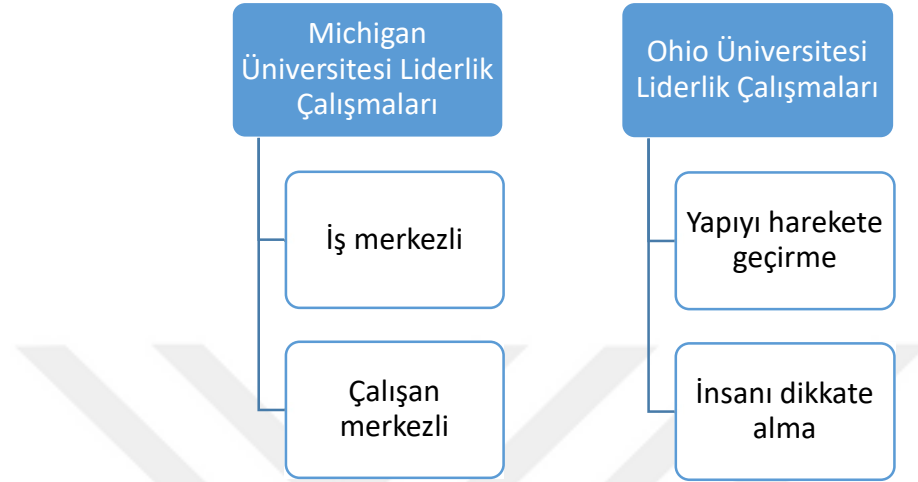 Michigan
Üniversitesi Liderlik
Çalışmaları
İş merkezli
Çalışan
merkezli
Ohio Üniversitesi
Liderlik Çalışmaları
Yapıyı harekete
geçirme
İnsanı dikkate
alma